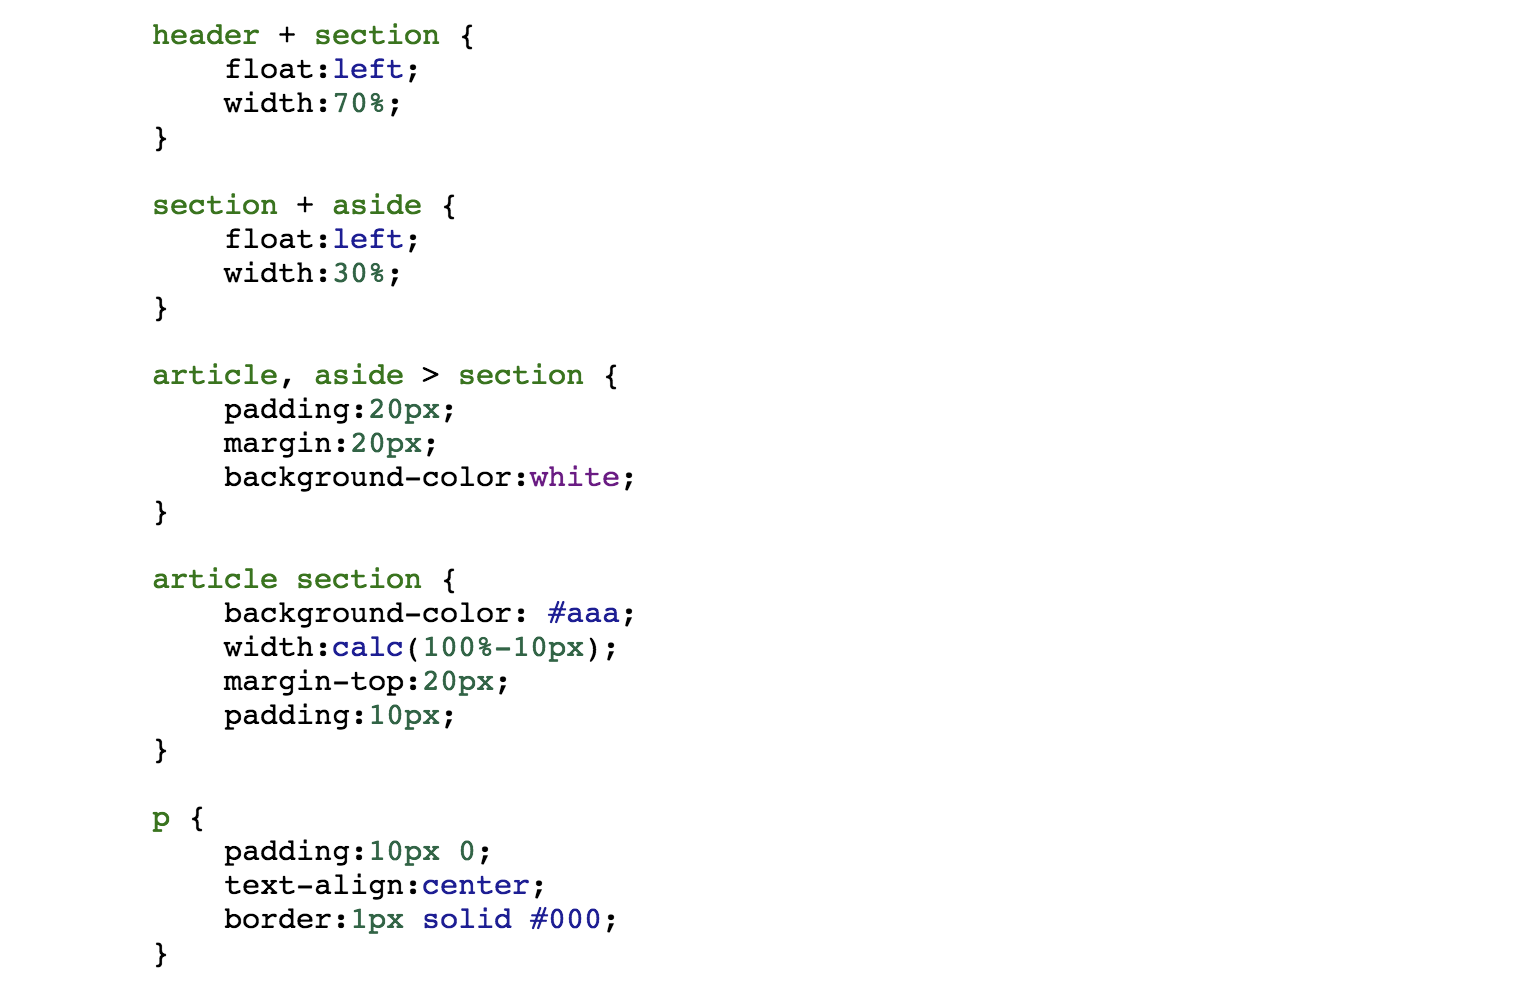 header + section {
    float:left;
    width:70%;
}

section + aside {
    float:left;
    width:30%;
}

article, aside > section {
    padding:20px;
    margin:20px;
    background-color:white;
}

article section {
    background-color: #aaa;
    width:calc(100%-10px);
    margin-top:20px;
    padding:10px;
}

p {
    padding:10px 0;
    text-align:center;
    border:1px solid #000;
}